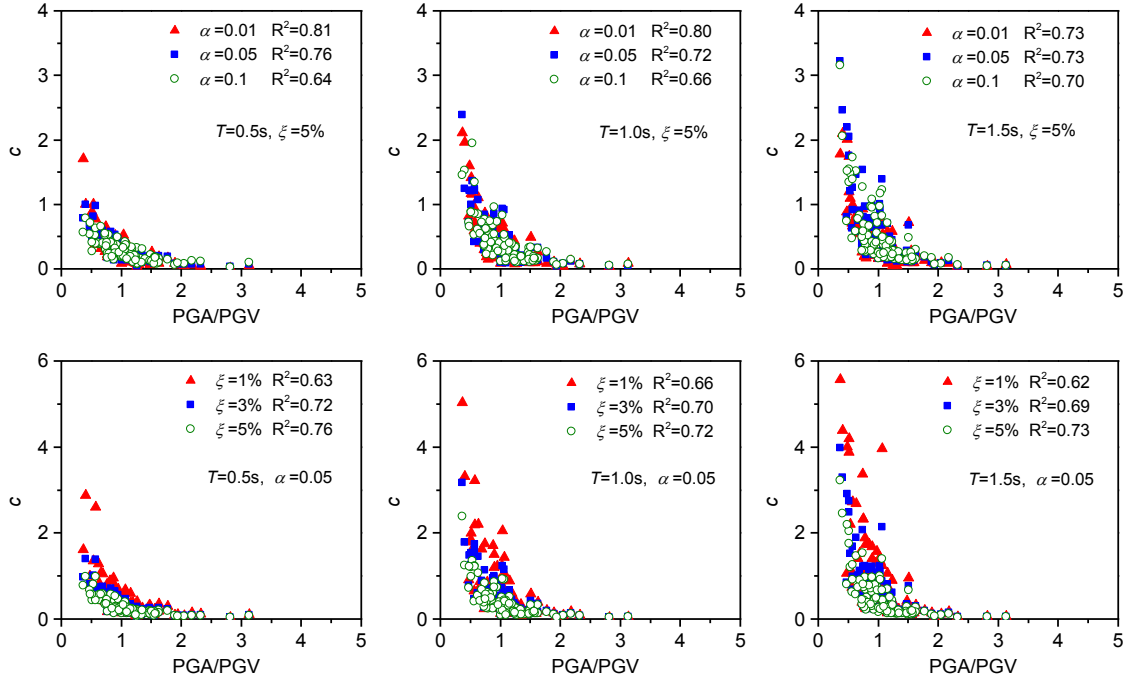 4
3
2
1
0
c
α=0.01 R²=0.81
α=0.05 R²=0.76
α=0.1 R²=0.64
T=0.5s, ξ=5%
0 1 2 3 4 5
PGA/PGV
4
3
2
1
0
c
α=0.01 R²=0.80
α=0.05 R²=0.72
α=0.1 R²=0.66
T=1.0s, ξ=5%
0 1 2 3 4 5
PGA/PGV
4
3
2
1
0
c
α=0.01 R²=0.73
α=0.05 R²=0.73
α=0.1 R²=0.70
T=1.5s, ξ=5%
0 1 2 3 4 5
PGA/PGV
6
4
2
0
c
ξ=1% R²=0.63
ξ=3% R²=0.72
ξ=5% R²=0.76
T=0.5s, α=0.05
0 1 2 3 4 5
PGA/PGV
6
4
2
0
c
ξ=1% R²=0.66
ξ=3% R²=0.70
ξ=5% R²=0.72
T=1.0s, α=0.05
0 1 2 3 4 5
PGA/PGV
6
4
2
0
c
ξ=1% R²=0.62
ξ=3% R²=0.69
ξ=5% R²=0.73
T=1.5s, α=0.05
0 1 2 3 4 5
PGA/PGV